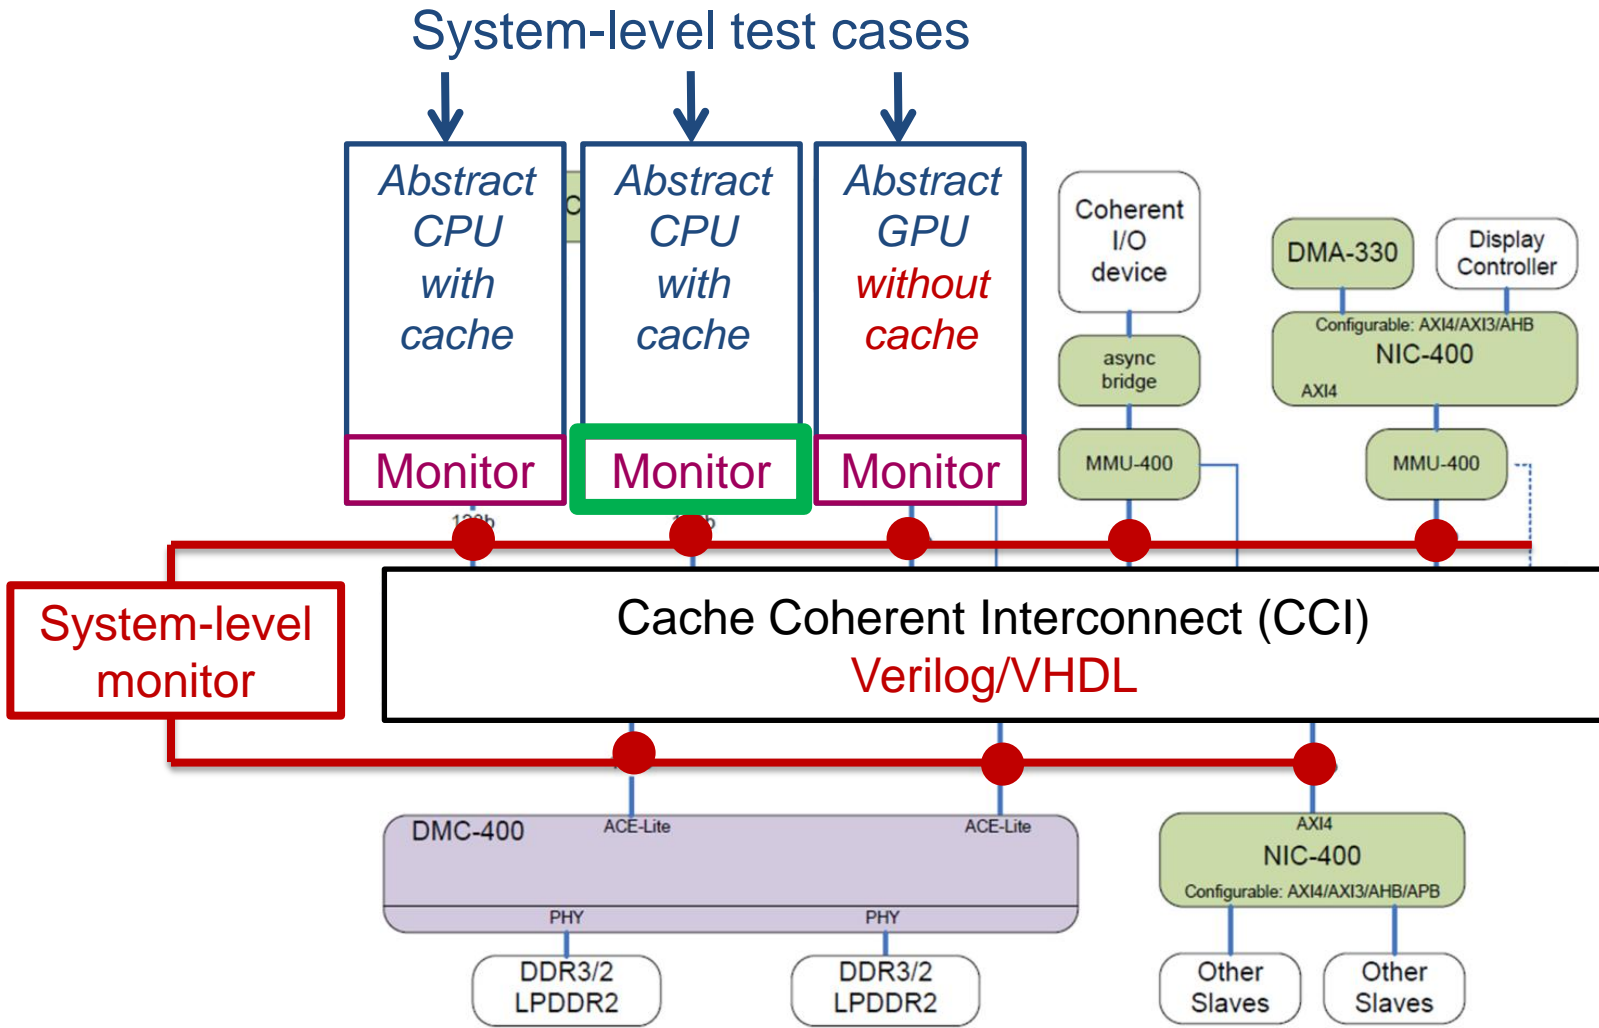 System-level test cases
Abstract
CPU
with
cache
Abstract
CPU
with
cache
Abstract
GPU
without
cache
Monitor
Monitor
Monitor
Coherent
I/O
device
async
bridge
MMU-400
DMA-330
Display
Controller
Configurable: AXI4/AXI3/AHB
NIC-400
AXI4
MMU-400
System-level
monitor
Cache Coherent Interconnect (CCI)
Verilog/VHDL
DMC-400
ACE-Lite
ACE-Lite
PHY
PHY
DDR3/2
LPDDR2
DDR3/2
LPDDR2
AXI4
NIC-400
Configurable: AXI4/AXI3/AHB/APB
Other
Slaves
Other
Slaves